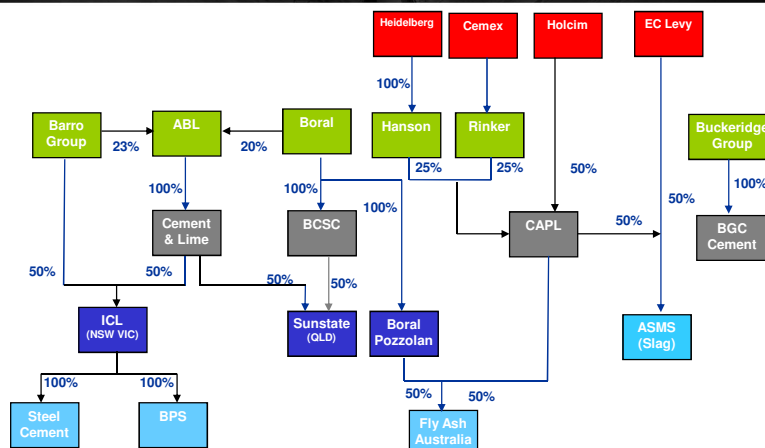 Heidelberg
Cemex
Holcim
EC Levy
100%
Barro
Group
23%
ABL
20%
Boral
Hanson
Rinker
Buckeridge
Group
25%
25%
50%
100%
100%
100%
100%
50%
Cement
& Lime
BCSC
CAPL
50%
BGC
Cement
50%
50%
50%
50%
ICL
(NSW VIC)
Sunstate
(QLD)
Boral
Pozzolan
ASMS
(Slag)
100%
100%
50%
50%
Steel
Cement
BPS
Fly Ash
Australia